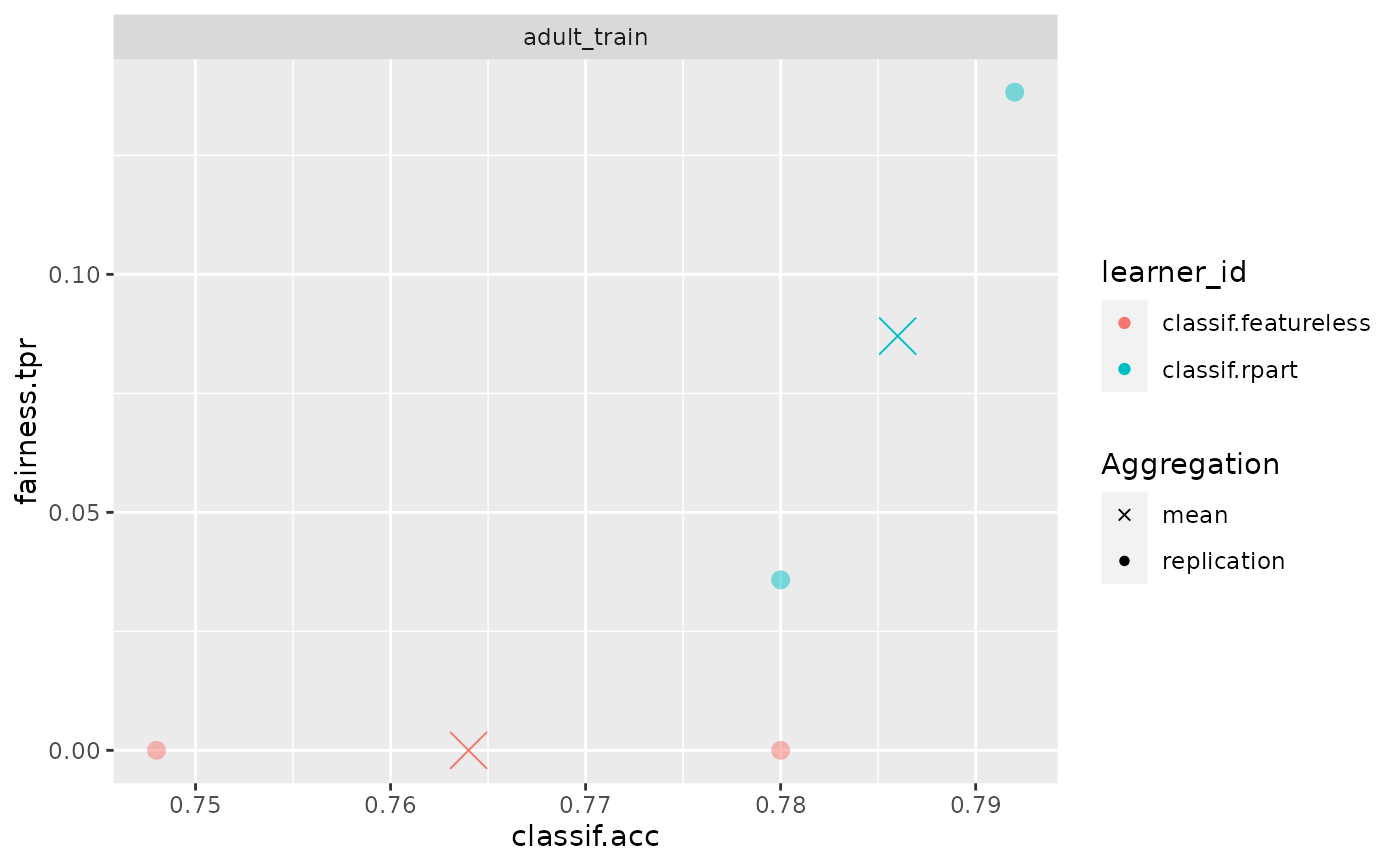 adult_train
fairness.tpr
0.10
0.05
0.00
0.75
0.76
0.77
0.78
0.79
classif.acc
learner_id
classif.featureless
classif.rpart
Aggregation
mean
replication